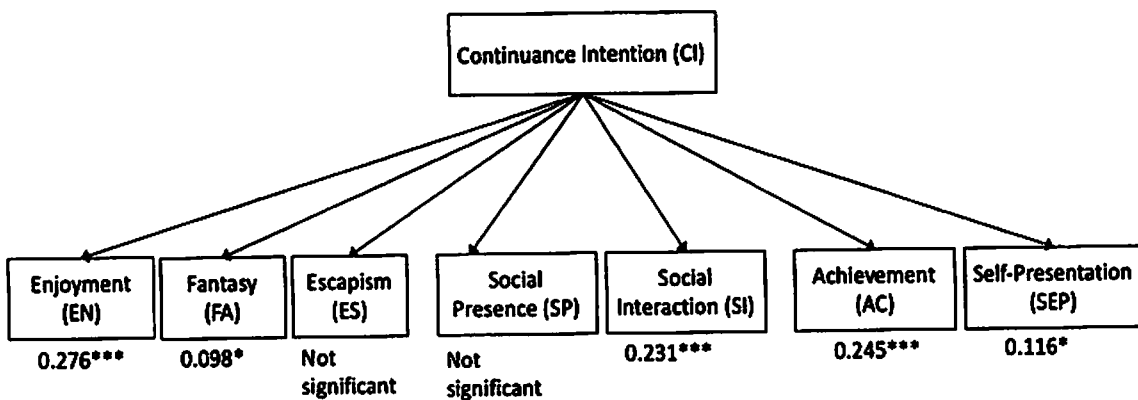 Continuance Intention (CI)
Enjoyment
(EN)
Fantasy
(FA)
Escapism
(ES)
Social
Presence (SP)
Social
Interaction (SI)
Achievement
(AC)
Self-Presentation
(SEP)
0.276***
0.098*
Not
significant
Not
significant
0.231***
0.245***
0.116*